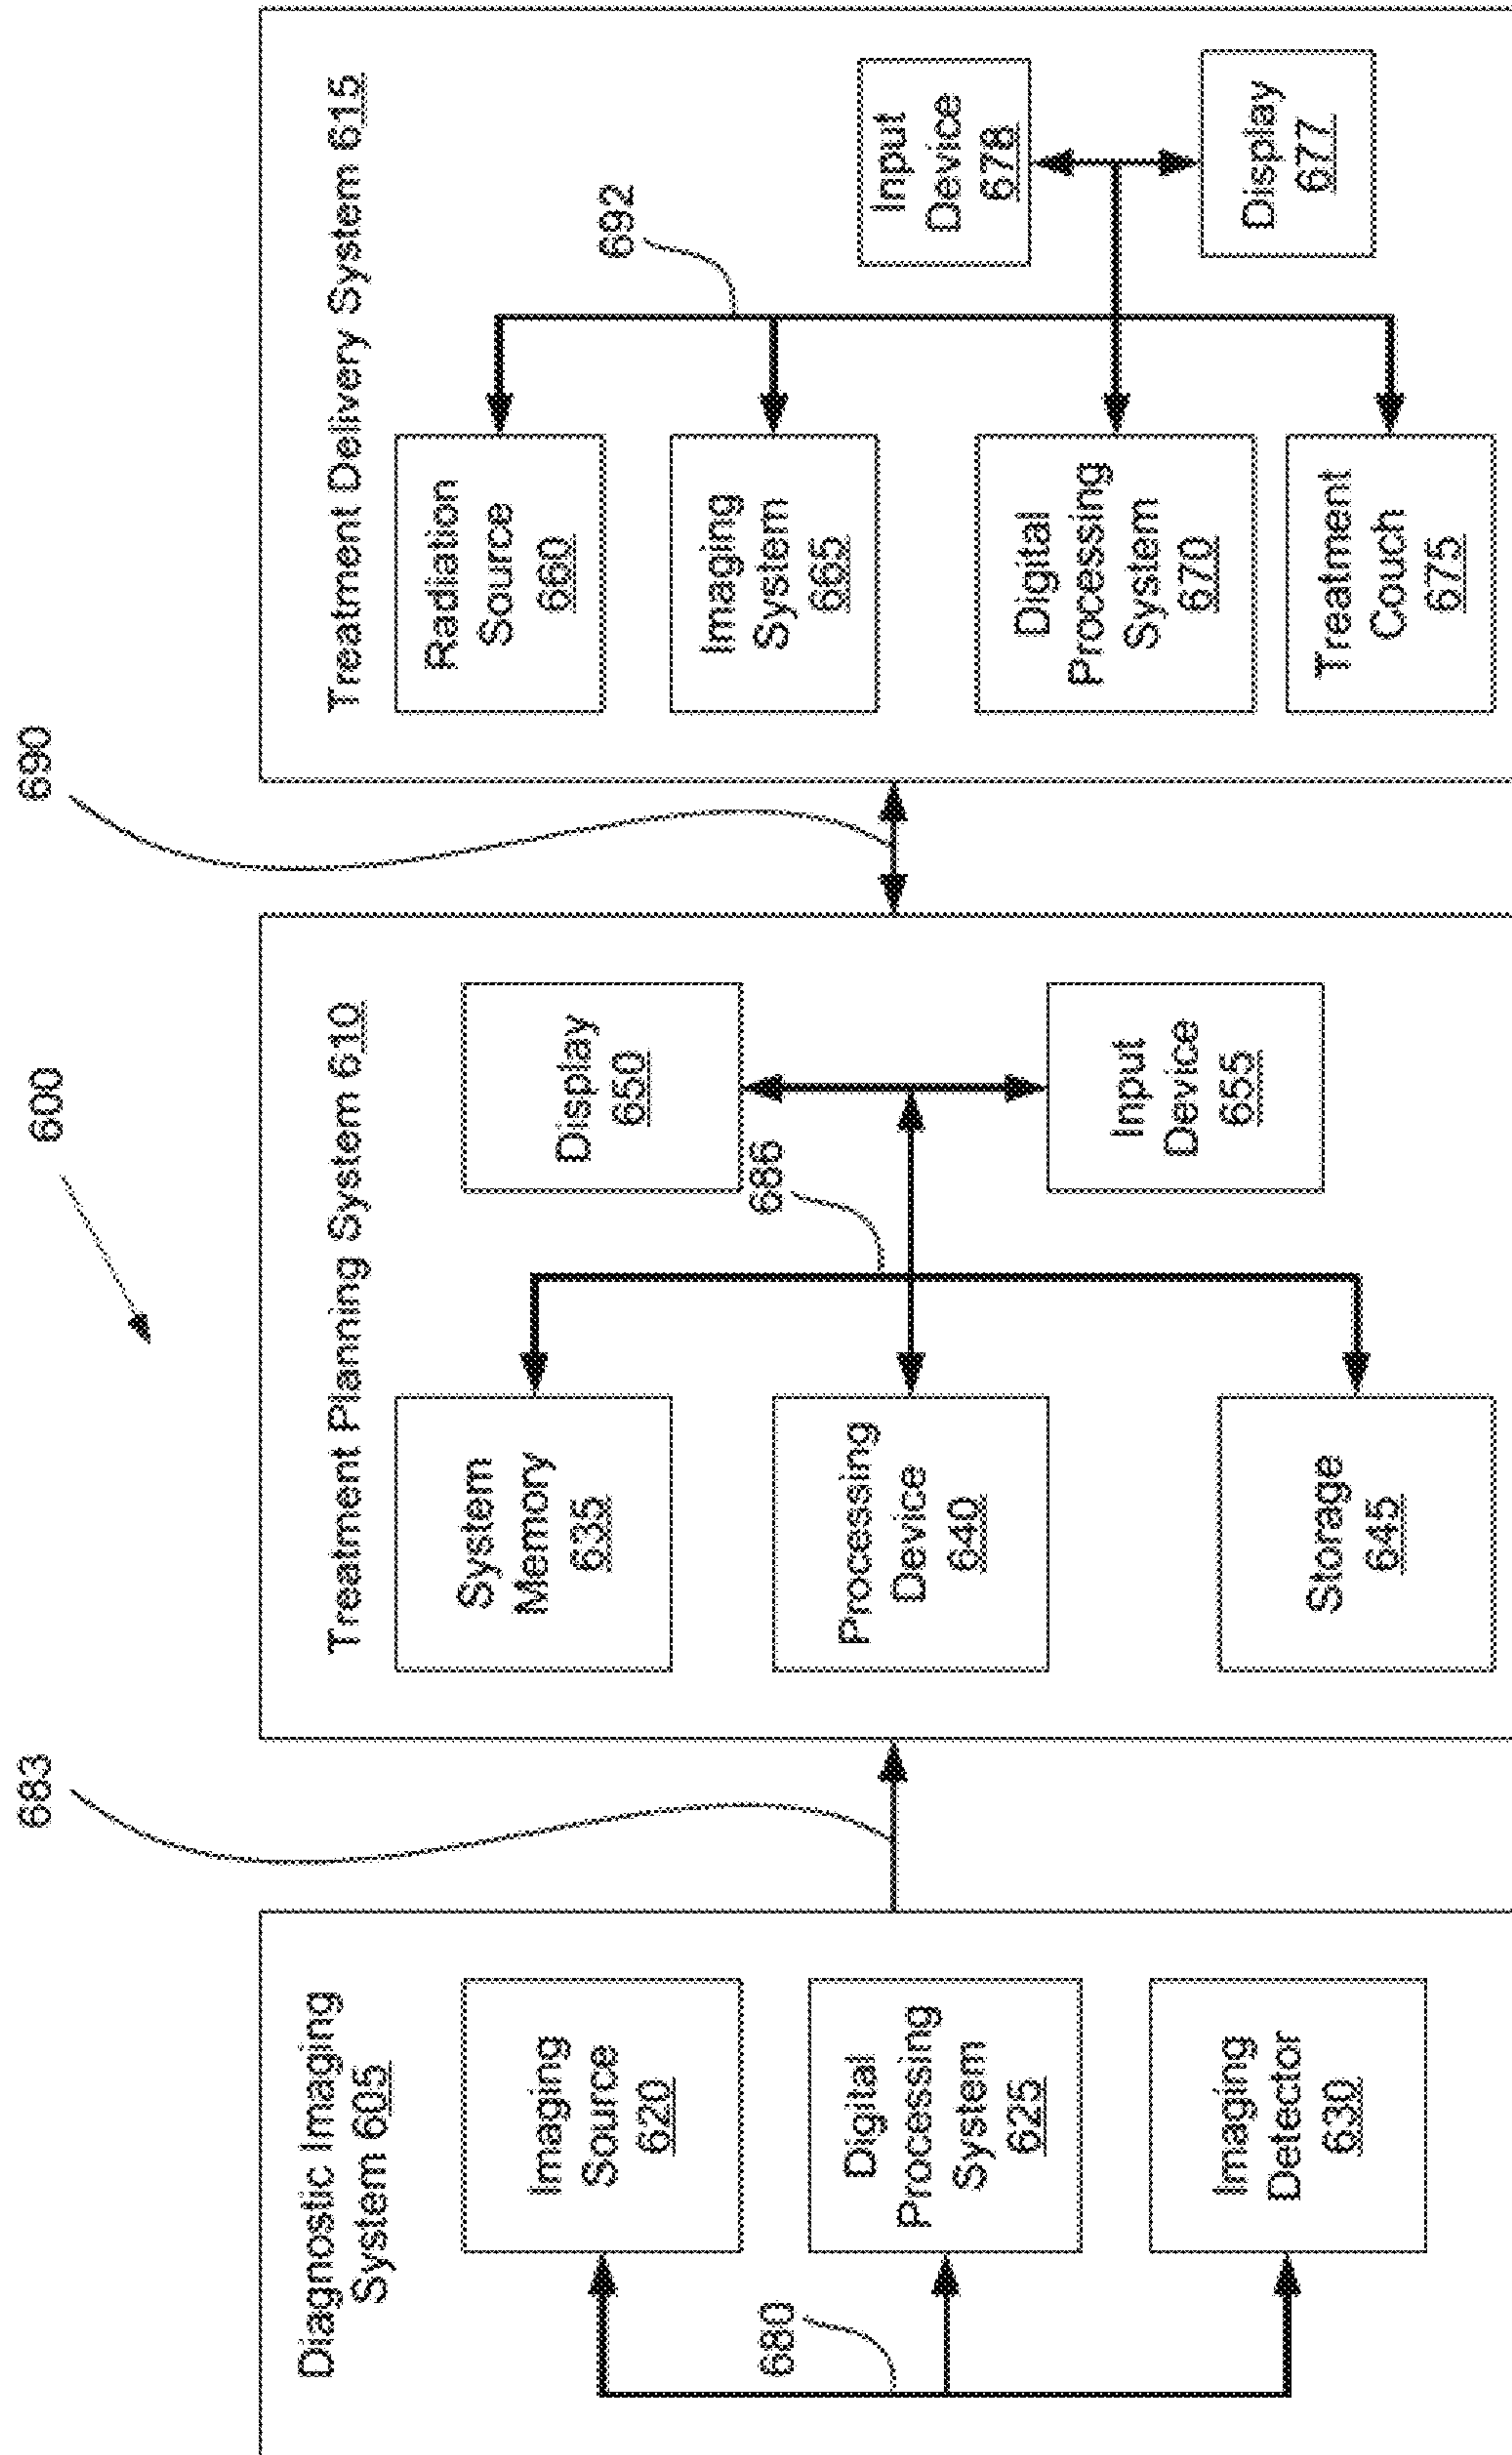 600
683
690
Diagnostic Imaging
System 605
Imaging
Source
620
Digital
Processing
System
625
Imaging
Detector
630
680
Treatment Planning System 610
System
Memory
635
Processing
Device
640
Storage
645
686
Display
650
Input
Device
655
Treatment Delivery System 615
Radiation
Source
660
Imaging
System
665
Digital
Processing
System
670
Treatment
Couch
675
692
Input
Device
678
Display
677